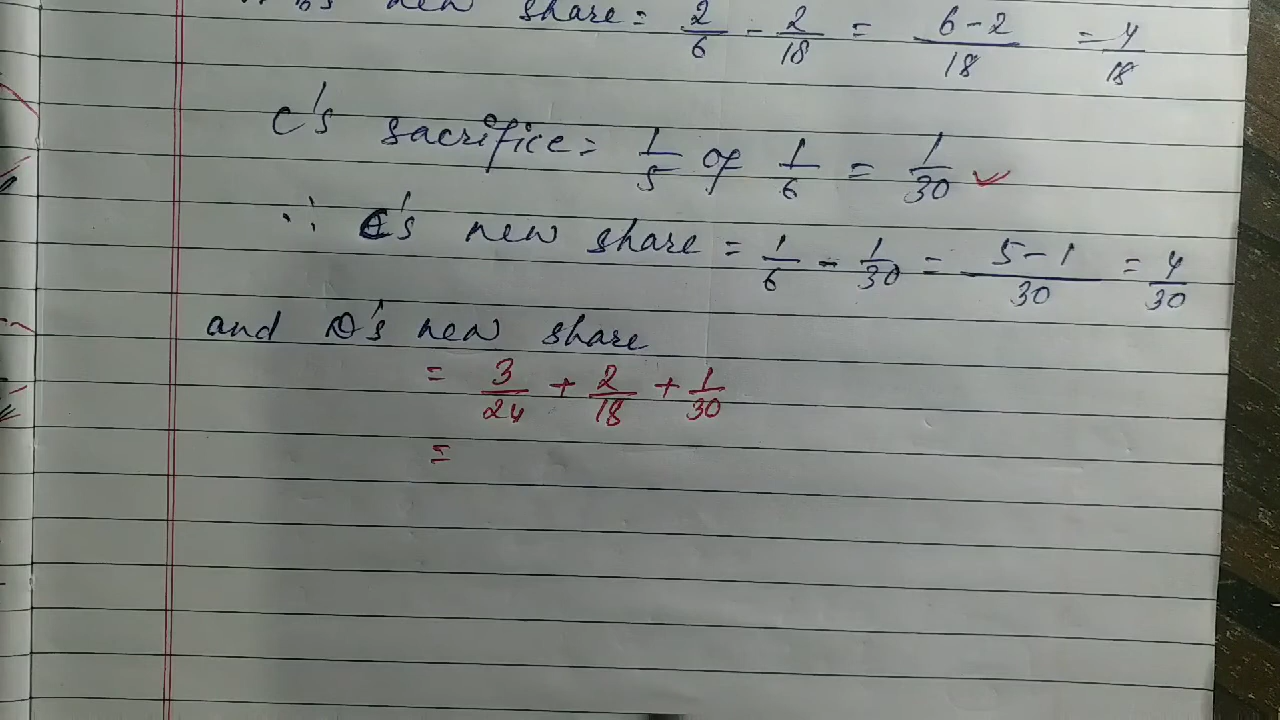 ∴ B's new share = 2/6 - 2/18 = 6-2/18 = 4/18
C's sacrifice = 1/5 of 1/6 = 1/30
∴ C's new share = 1/6 - 1/30 = 5-1/30 = 4/30
and D's new share
= 3/24 + 2/18 + 1/30
=